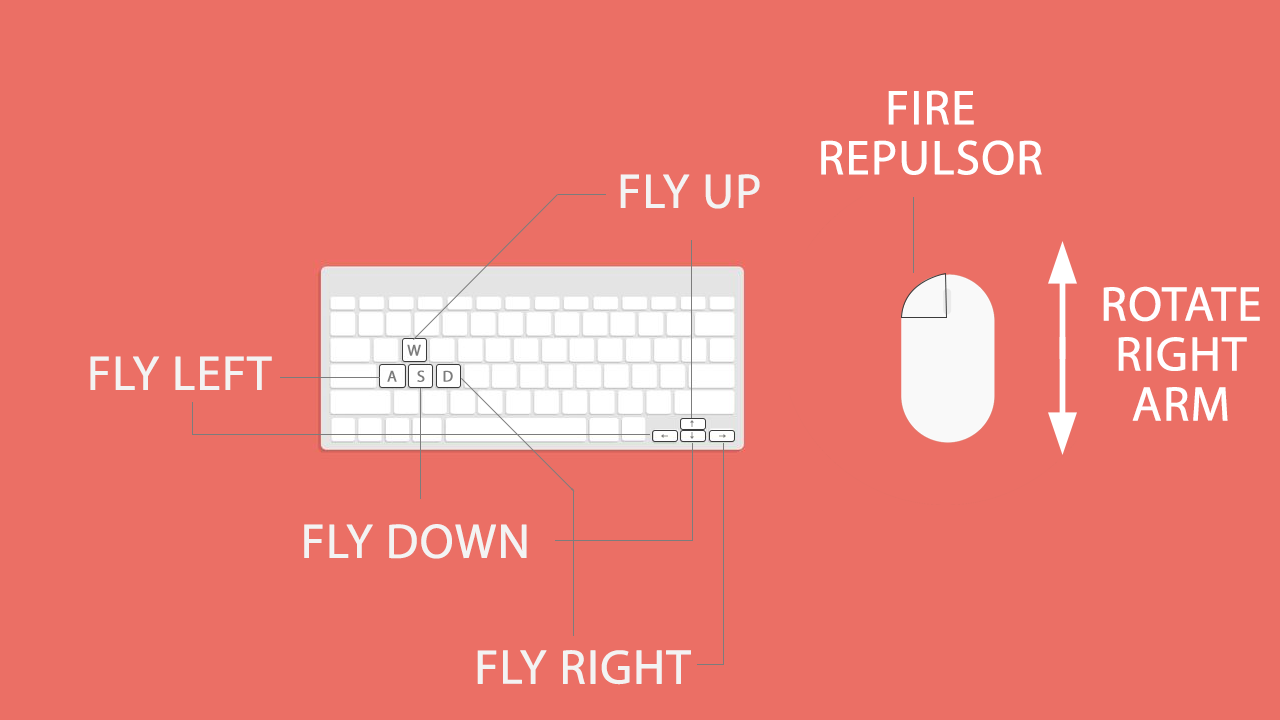 FIRE
REPULSOR
FLY UP
ROTATE
RIGHT
ARM
FLY LEFT
W
A S D
↑
← ↓ →
FLY DOWN
FLY RIGHT